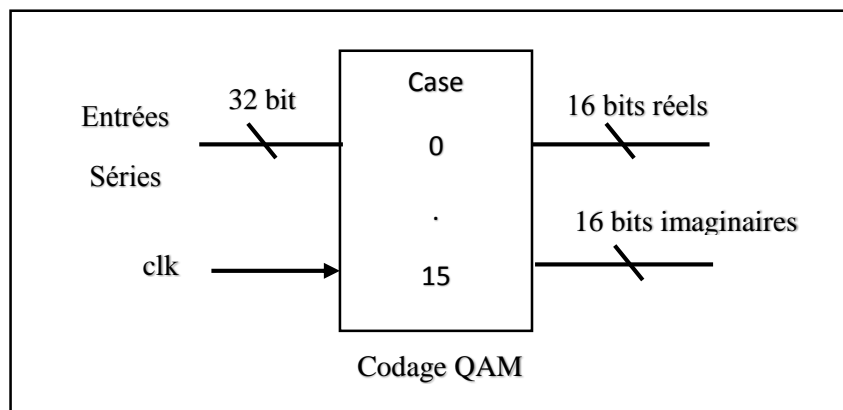 Case
32 bit
16 bits réels
Entrées
0
Séries
.
16 bits imaginaires
clk
15
Codage QAM